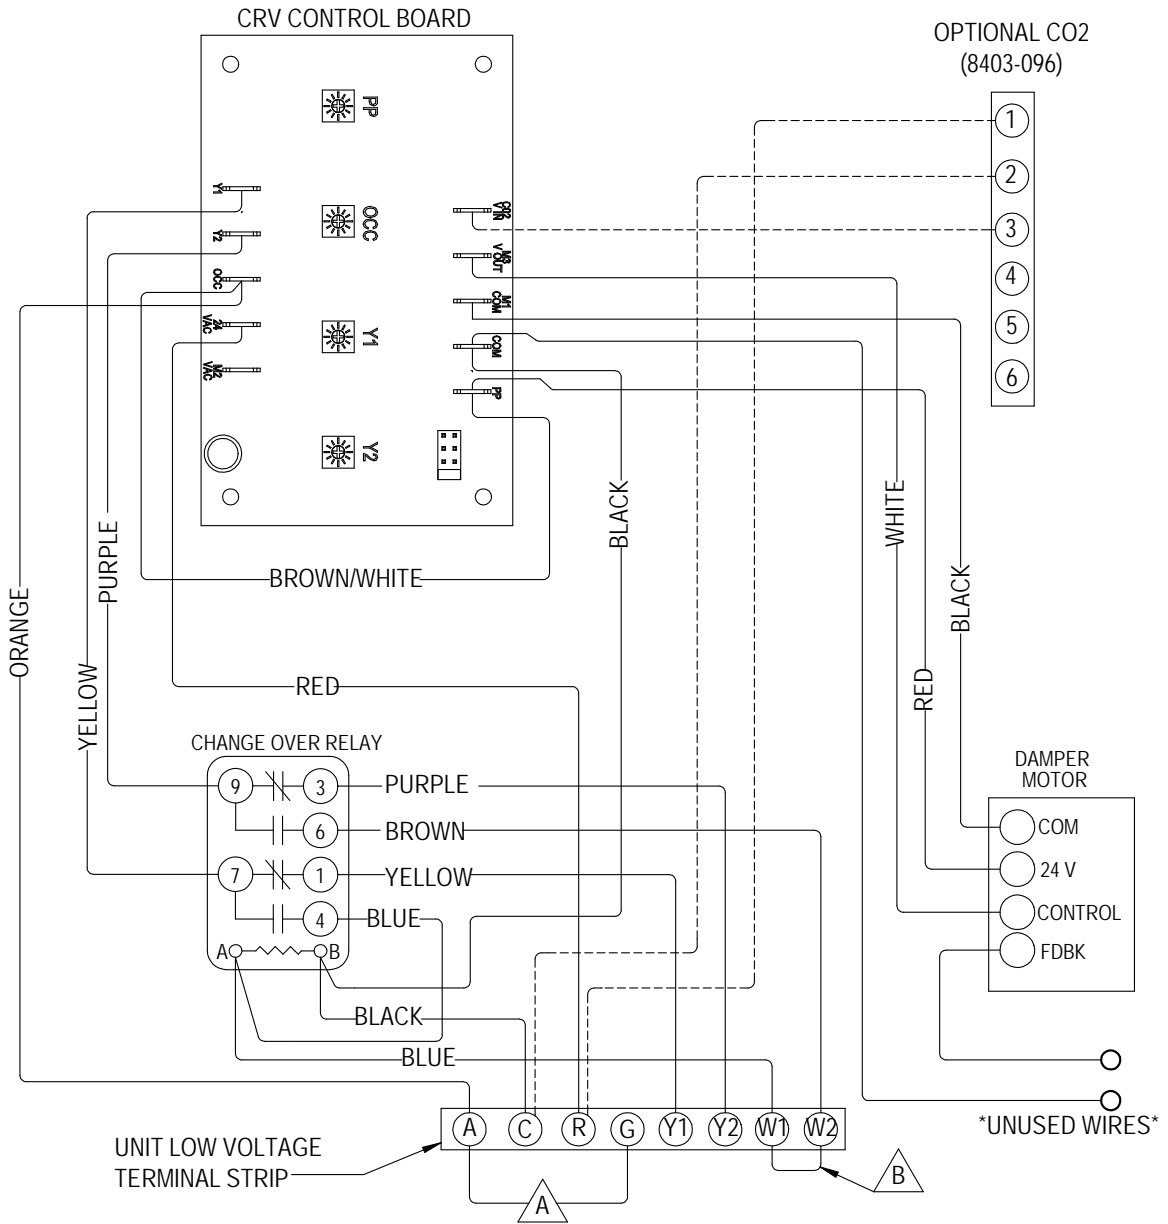 CRV CONTROL BOARD
OPTIONAL CO2
(8403-096)
PP
OCC
Y1
Y2
Y1
Y2
OCC
24
VAC
M2
VAC
CO2
VIN
M3
V OUT
M1
COM
COM
PP
1
2
3
4
5
6
ORANGE
YELLOW
PURPLE
BROWN/WHITE
RED
BLACK
WHITE
RED
BLACK
CHANGE OVER RELAY
9
3
PURPLE
6
BROWN
7
1
YELLOW
4
BLUE
A
B
BLACK
BLUE
DAMPER
MOTOR
COM
24 V
CONTROL
FDBK
*UNUSED WIRES*
A
C
R
G
Y1
Y2
W1
W2
UNIT LOW VOLTAGE
TERMINAL STRIP
A
B